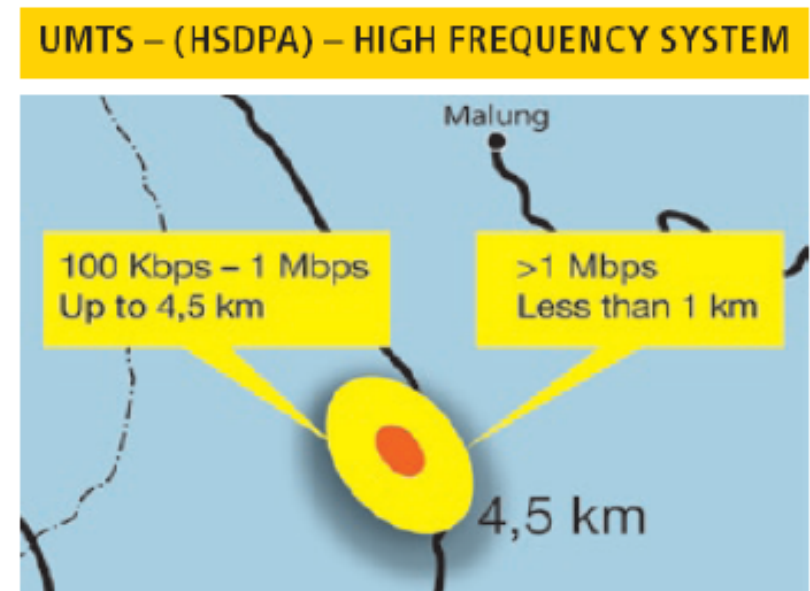 UMTS – (HSDPA) – HIGH FREQUENCY SYSTEM
Malung
100 Kbps – 1 Mbps
Up to 4,5 km
>1 Mbps
Less than 1 km
4,5 km